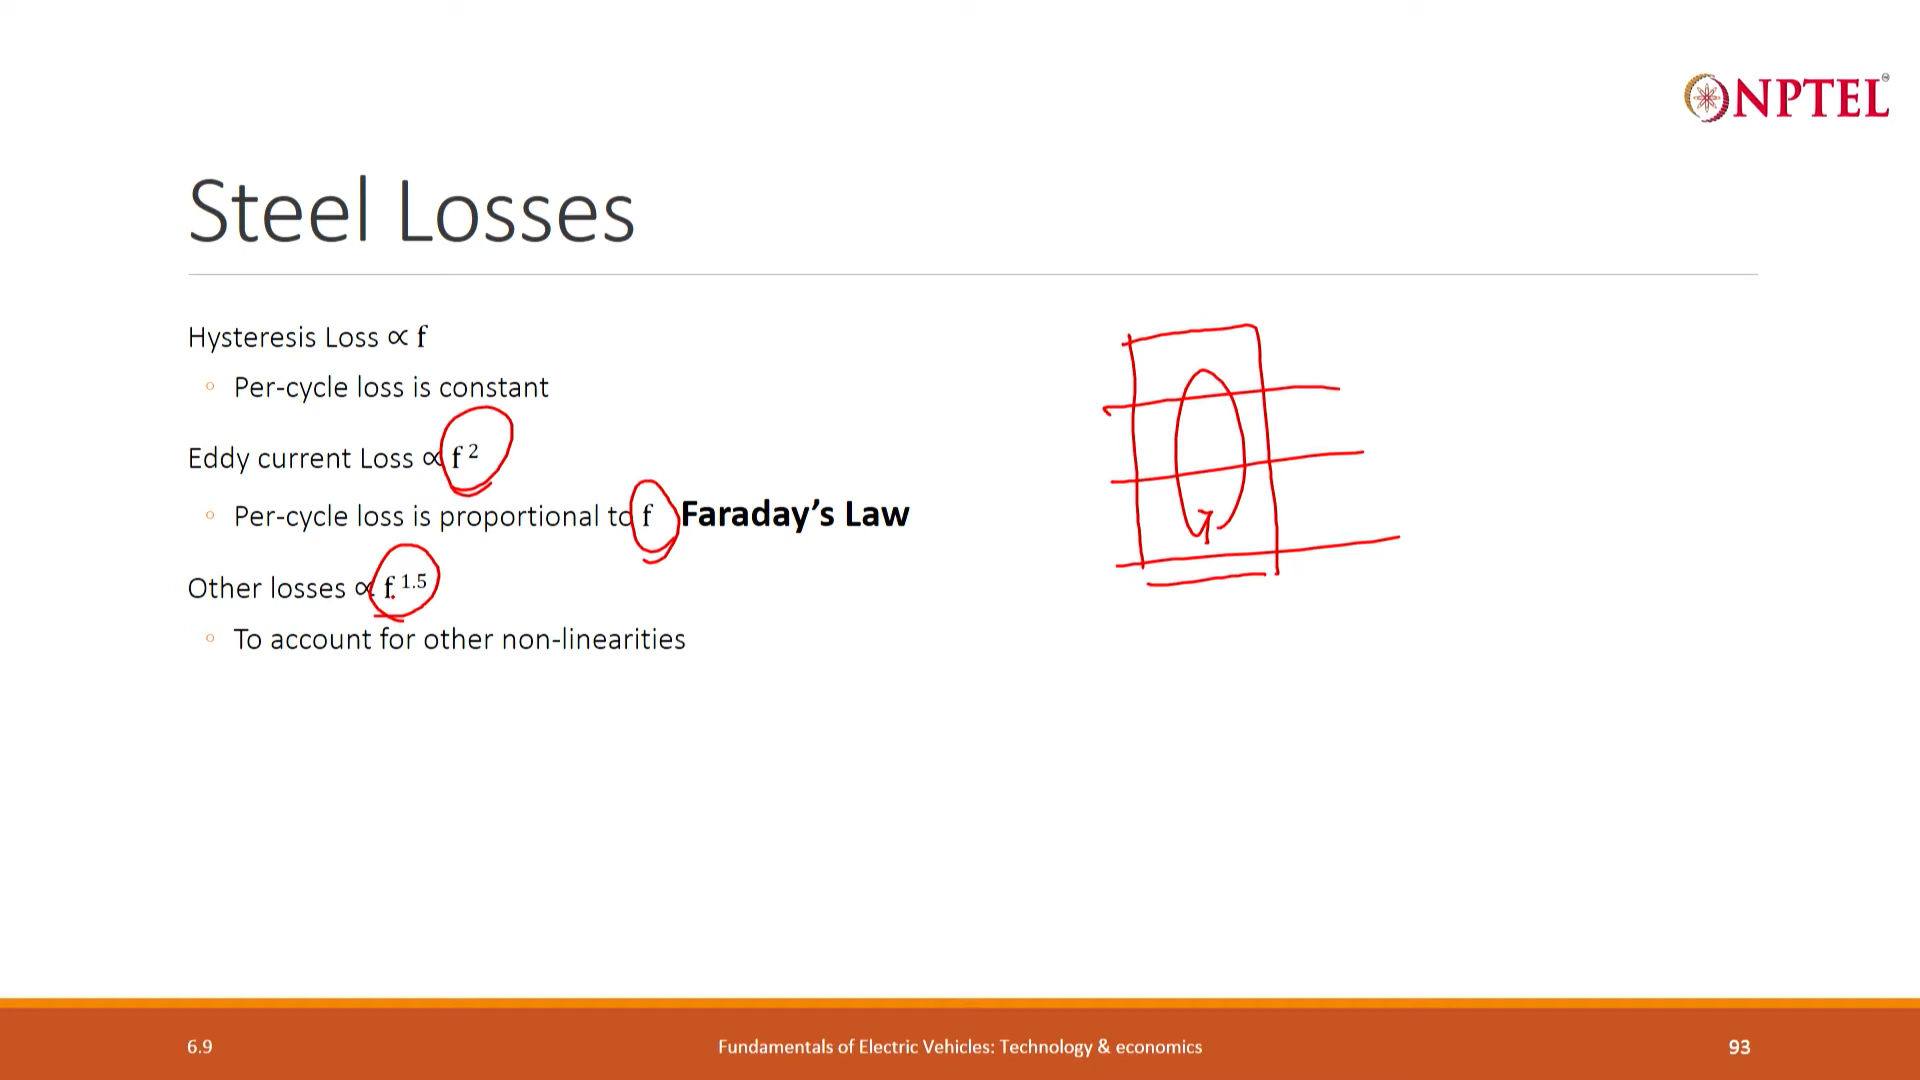 NPTEL
Steel Losses
Hysteresis Loss ∝ f
◦ Per-cycle loss is constant
Eddy current Loss ∝ f ²
◦ Per-cycle loss is proportional to f Faraday’s Law
Other losses ∝ f ¹·⁵
◦ To account for other non-linearities
6.9 Fundamentals of Electric Vehicles: Technology & economics 93